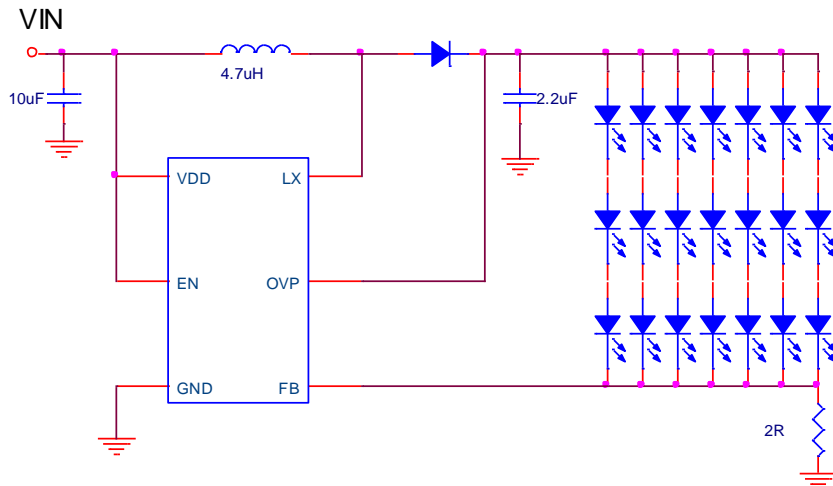 VIN
4.7uH
10uF
2.2uF
VDD
LX
EN
OVP
GND
FB
2R